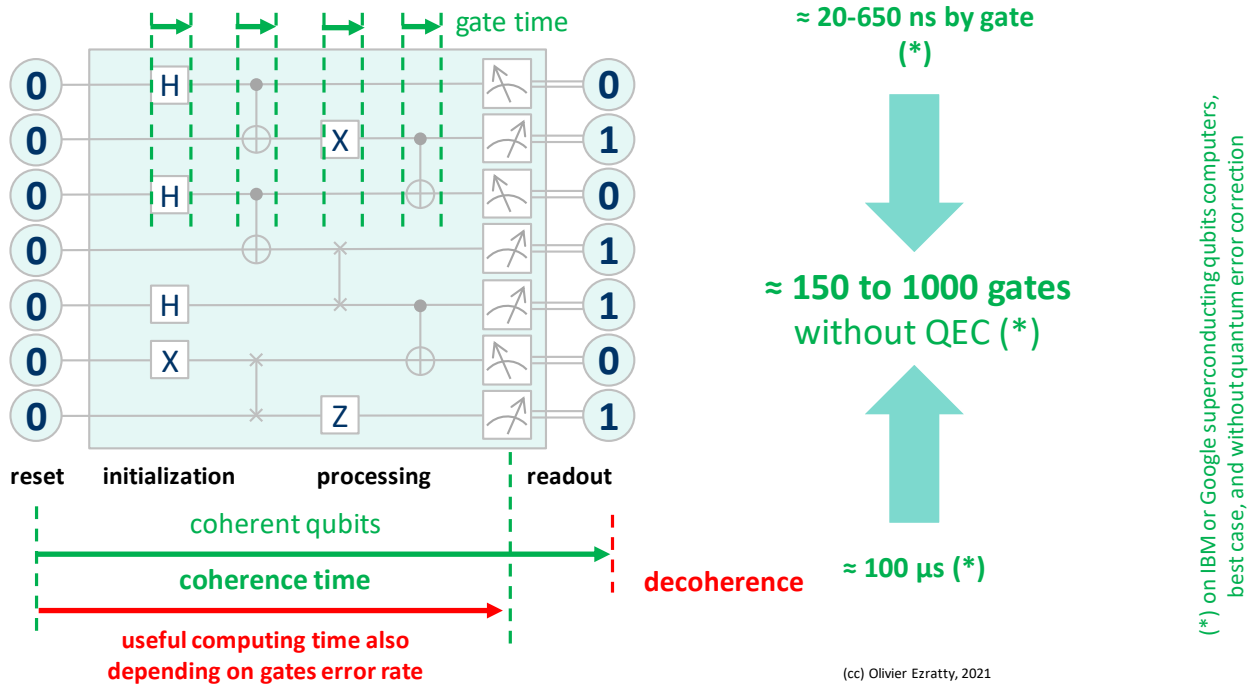 gate time
0 H 0
0 X 1
0 H 0
0 1
0 H 1
0 X 0
0 Z 1
reset initialization processing readout
coherent qubits
coherence time
decoherence
useful computing time also
depending on gates error rate
≈ 20-650 ns by gate
(*)
≈ 150 to 1000 gates
without QEC (*)
≈ 100 μs (*)
(cc) Olivier Ezratty, 2021
(*) on IBM or Google superconducting qubits computers,
best case, and without quantum error correction